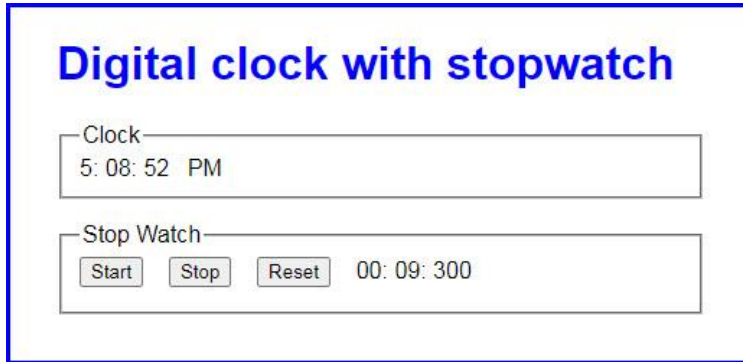 Digital clock with stopwatch
Clock
5: 08: 52 PM
Stop Watch
Start Stop Reset 00: 09: 300